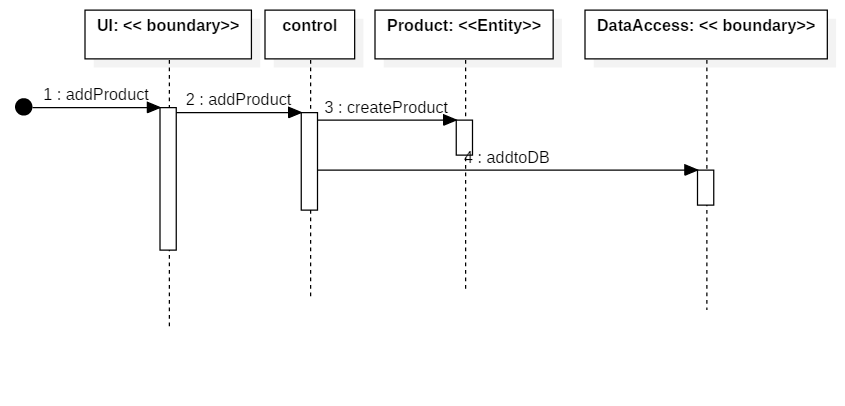 UI: << boundary>>
control
Product: <<Entity>>
DataAccess: << boundary>>
1 : addProduct
2 : addProduct
3 : createProduct
4 : addtoDB